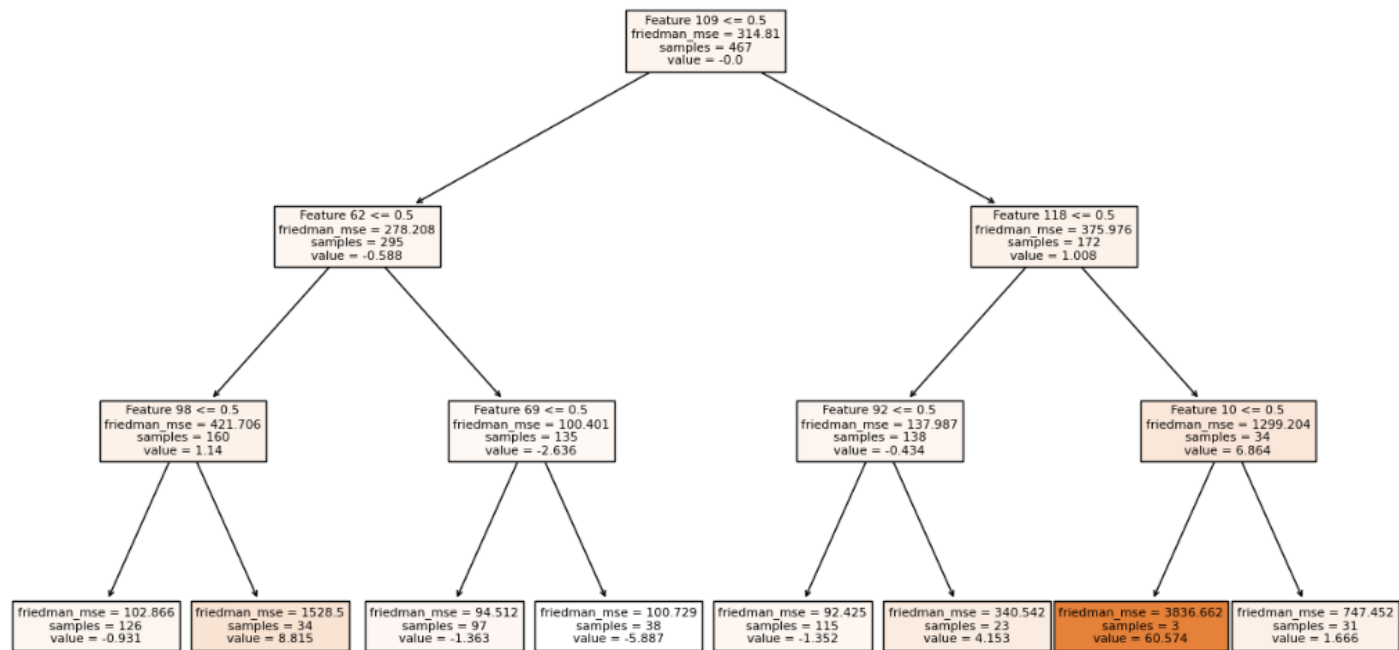 Feature 109 <= 0.5
friedman_mse = 314.81
samples = 467
value = -0.0
Feature 62 <= 0.5
friedman_mse = 278.208
samples = 295
value = -0.588
Feature 118 <= 0.5
friedman_mse = 375.976
samples = 172
value = 1.008
Feature 98 <= 0.5
friedman_mse = 421.706
samples = 160
value = 1.14
Feature 69 <= 0.5
friedman_mse = 100.401
samples = 135
value = -2.636
Feature 92 <= 0.5
friedman_mse = 137.987
samples = 138
value = -0.434
Feature 10 <= 0.5
friedman_mse = 1299.204
samples = 34
value = 6.864
friedman_mse = 102.866
samples = 126
value = -0.931
friedman_mse = 1528.5
samples = 34
value = 8.815
friedman_mse = 94.512
samples = 97
value = -1.363
friedman_mse = 100.729
samples = 38
value = -5.887
friedman_mse = 92.425
samples = 115
value = -1.352
friedman_mse = 340.542
samples = 23
value = 4.153
friedman_mse = 3836.662
samples = 3
value = 60.574
friedman_mse = 747.452
samples = 31
value = 1.666